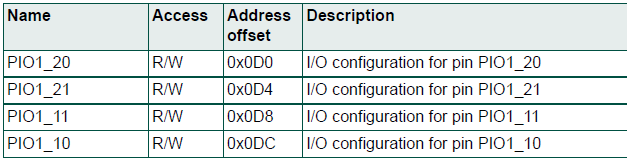 Name Access Address offset Description
PIO1_20 R/W 0x0D0 I/O configuration for pin PIO1_20
PIO1_21 R/W 0x0D4 I/O configuration for pin PIO1_21
PIO1_11 R/W 0x0D8 I/O configuration for pin PIO1_11
PIO1_10 R/W 0x0DC I/O configuration for pin PIO1_10